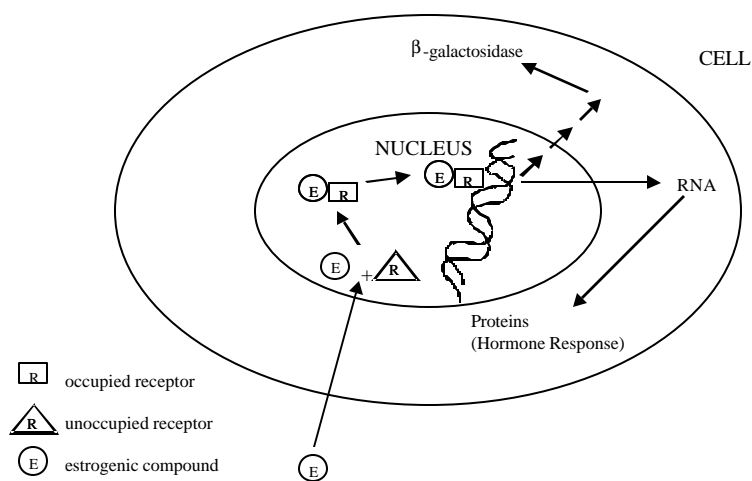 β-galactosidase
CELL
NUCLEUS
E R
E R
RNA
E + R
Proteins
(Hormone Response)
R occupied receptor
R unoccupied receptor
E estrogenic compound
E